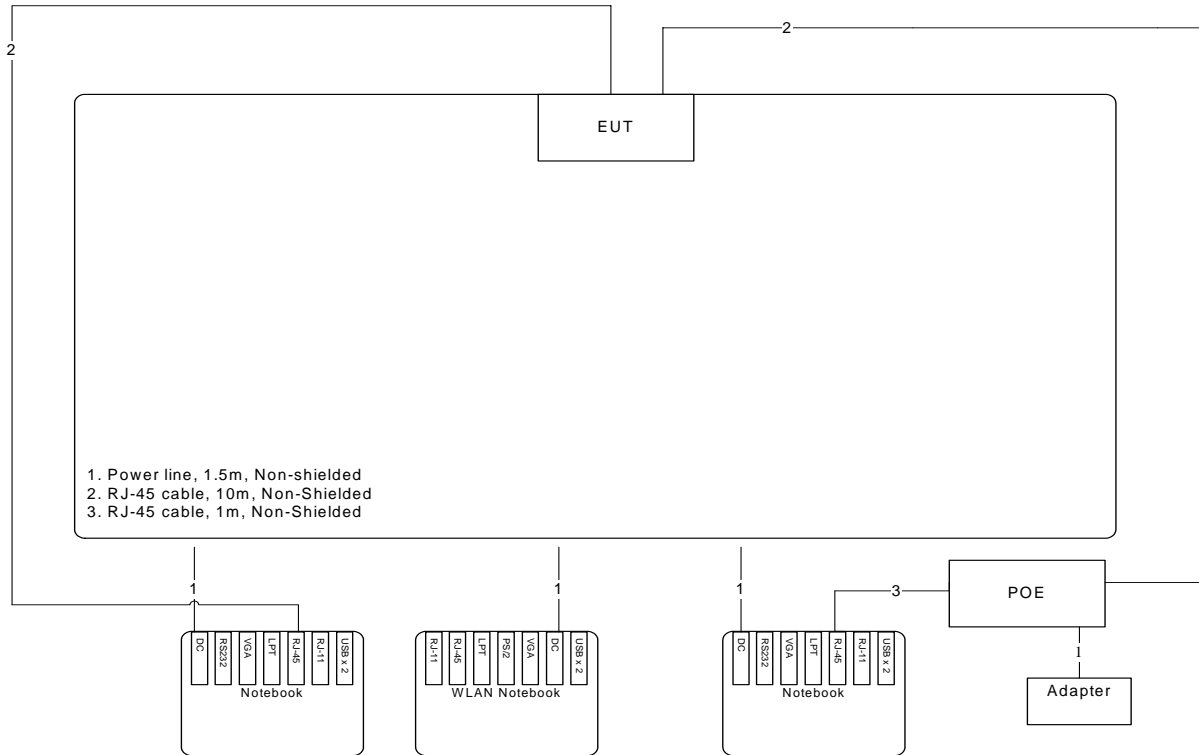 2
2
EUT
1. Power line, 1.5m, Non-shielded
2. RJ-45 cable, 10m, Non-Shielded
3. RJ-45 cable, 1m, Non-Shielded
1
1
1
3
POE
1
Adapter
DC
RS232
VGA
LPT
RJ-45
RJ-11
USB x 2
Notebook
RJ-11
RJ-45
LPT
PS/2
VGA
DC
USB x 2
WLAN Notebook
DC
RS232
VGA
LPT
RJ-45
RJ-11
USB x 2
Notebook